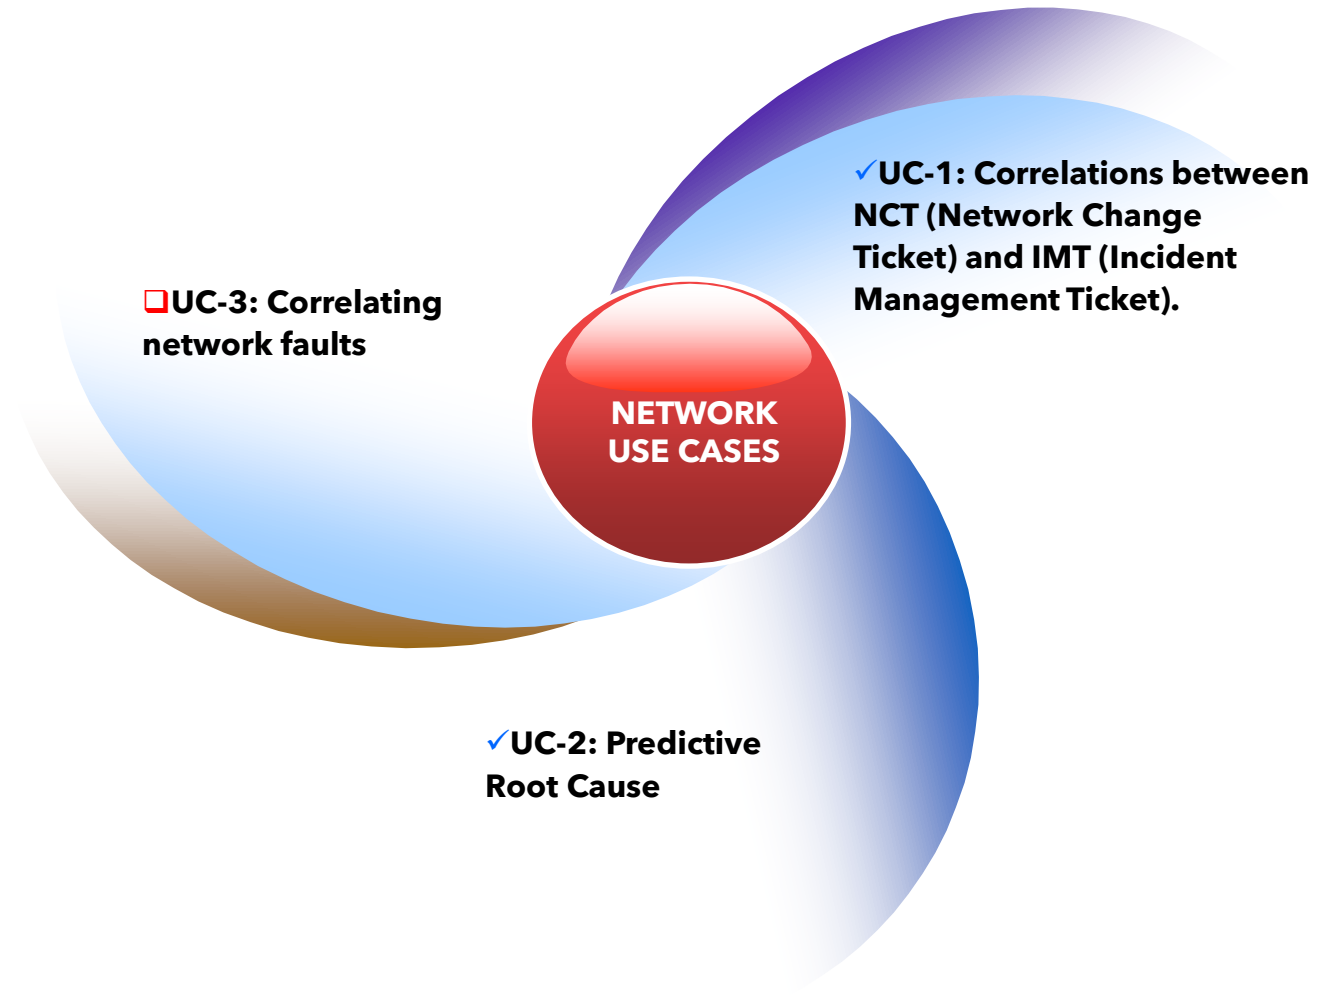 ✓UC-1: Correlations between
NCT (Network Change
Ticket) and IMT (Incident
Management Ticket).
❑UC-3: Correlating
network faults
NETWORK
USE CASES
✓UC-2: Predictive
Root Cause